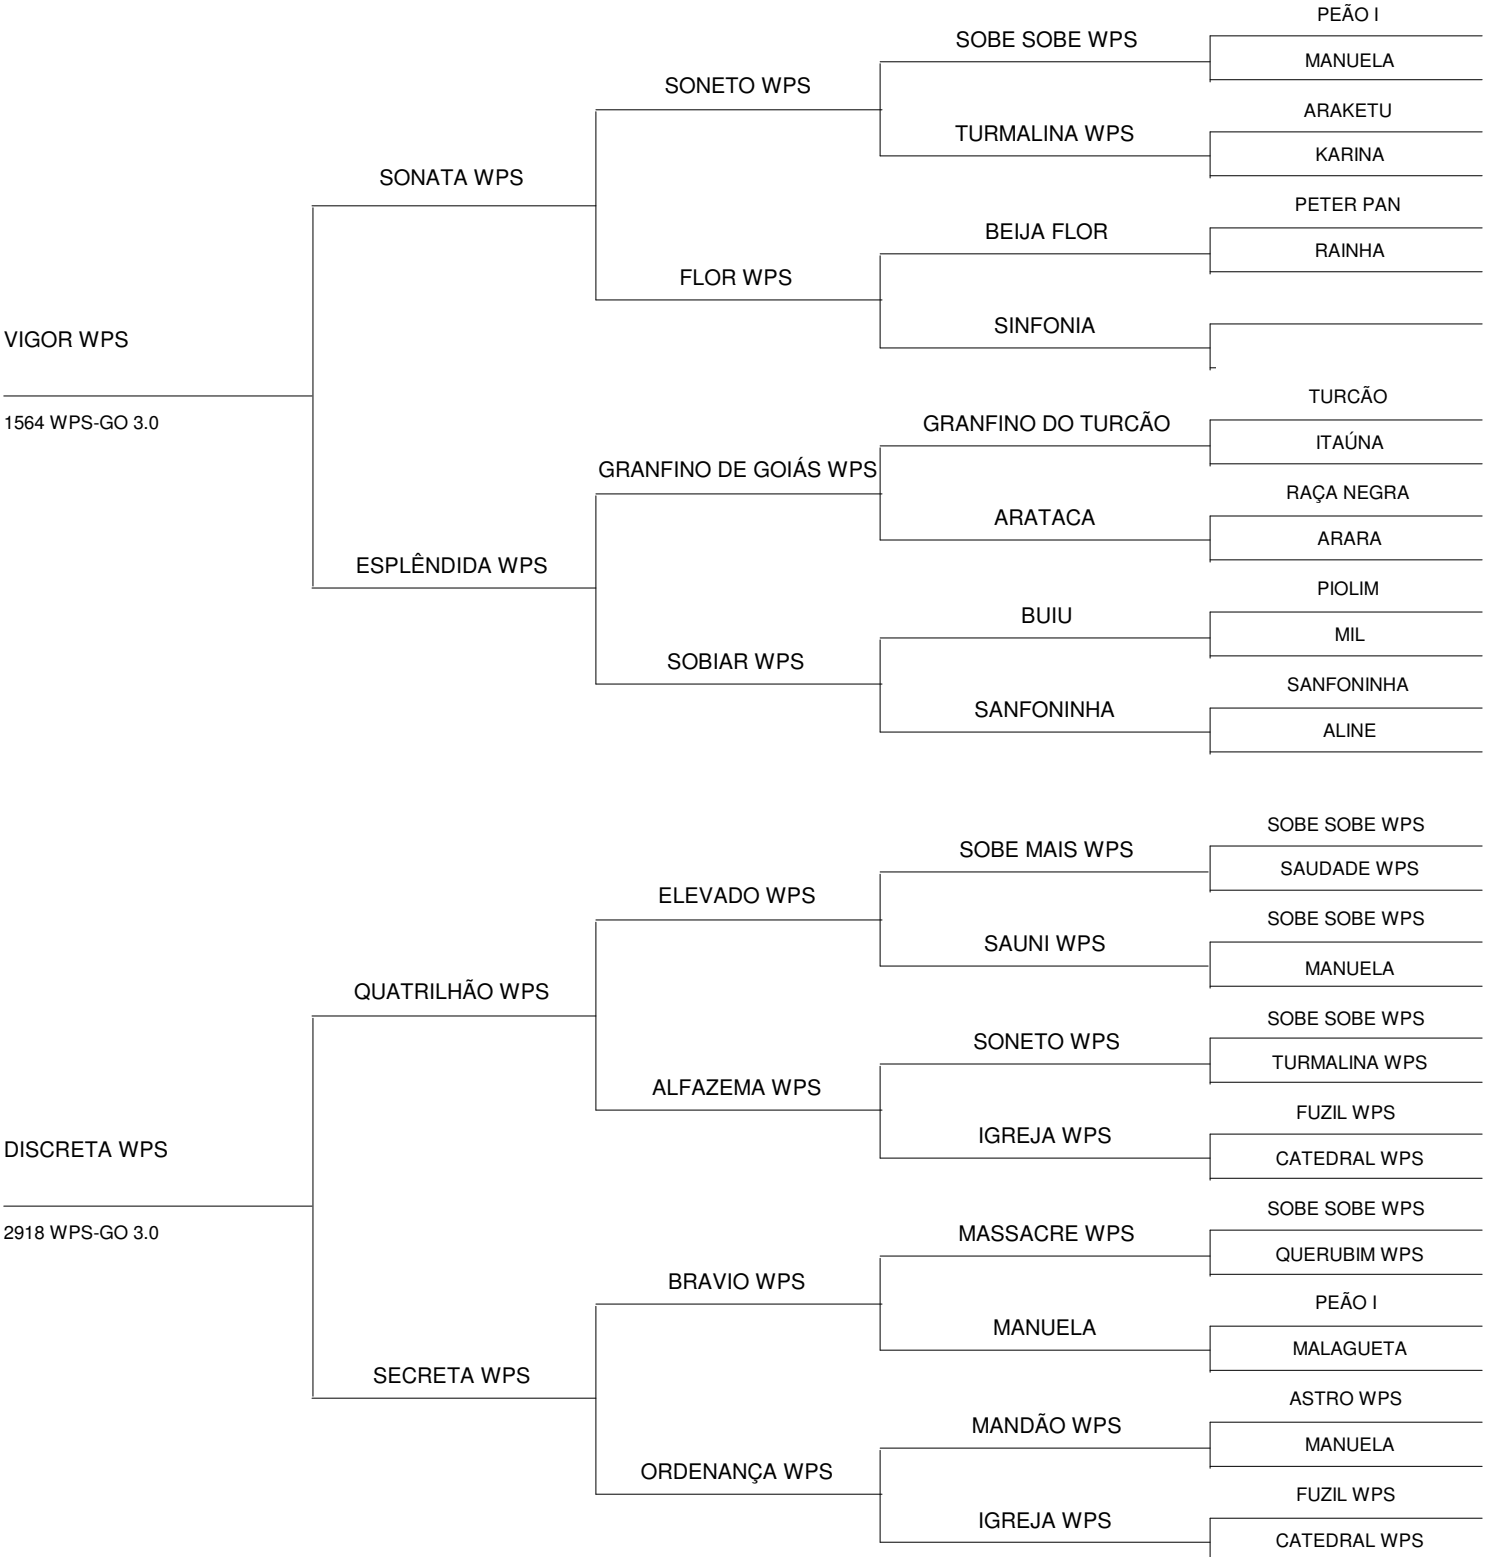 PEÃO I
SOBE SOBE WPS
MANUELA
SONETO WPS
ARAKETU
TURMALINA WPS
KARINA
SONATA WPS
PETER PAN
BEIJA FLOR
RAINHA
FLOR WPS
SINFONIA
VIGOR WPS
1564 WPS-GO 3.0
TURCÃO
GRANFINO DO TURCÃO
ITAÚNA
GRANFINO DE GOIÁS WPS
RAÇA NEGRA
ARATACA
ARARA
ESPLÊNDIDA WPS
PIOLIM
BUIU
MIL
SOBIAR WPS
SANFONINHA
SANFONINHA
ALINE
SOBE SOBE WPS
SOBE MAIS WPS
SAUDADE WPS
ELEVADO WPS
SOBE SOBE WPS
SAUNI WPS
MANUELA
QUATRILHÃO WPS
SOBE SOBE WPS
SONETO WPS
TURMALINA WPS
ALFAZEMA WPS
FUZIL WPS
IGREJA WPS
CATEDRAL WPS
DISCRETA WPS
2918 WPS-GO 3.0
SOBE SOBE WPS
MASSACRE WPS
QUERUBIM WPS
BRAVIO WPS
PEÃO I
MANUELA
MALAGUETA
SECRETA WPS
ASTRO WPS
MANDÃO WPS
MANUELA
ORDENANÇA WPS
FUZIL WPS
IGREJA WPS
CATEDRAL WPS